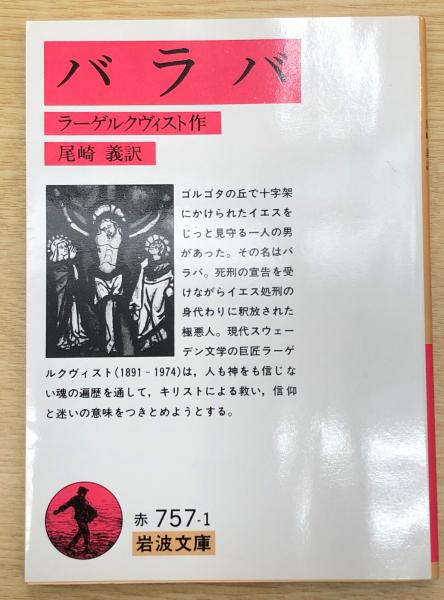 バラバ
ラーゲルクヴィスト作
尾崎 義訳
ゴルゴタの丘で十字架
にかけられたイエスを
じっと見守る一人の男
があった。その名はバ
ラバ。死刑の宣告を受
けながらイエス処刑の
身代わりに釈放された
極悪人。現代スウェー
デン文学の巨匠ラーゲ
ルクヴィスト(1891‐1974)は，人も神をも信じな
い魂の遍歴を通して，キリストによる救い，信仰
と迷いの意味をつきとめようとする。
赤 757-1
岩波文庫